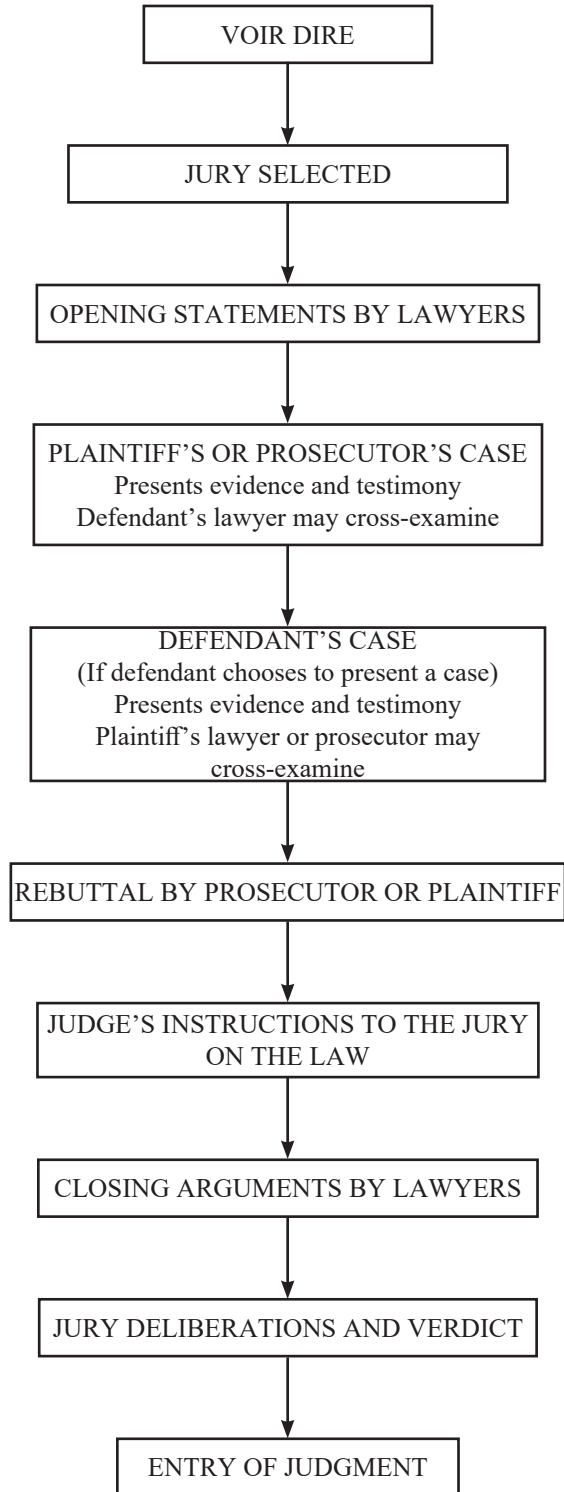 VOIR DIRE
JURY SELECTED
OPENING STATEMENTS BY LAWYERS
PLAINTIFF’S OR PROSECUTOR’S CASE
Presents evidence and testimony
Defendant’s lawyer may cross-examine
DEFENDANT’S CASE
(If defendant chooses to present a case)
Presents evidence and testimony
Plaintiff’s lawyer or prosecutor may
cross-examine
REBUTTAL BY PROSECUTOR OR PLAINTIFF
JUDGE’S INSTRUCTIONS TO THE JURY
ON THE LAW
CLOSING ARGUMENTS BY LAWYERS
JURY DELIBERATIONS AND VERDICT
ENTRY OF JUDGMENT